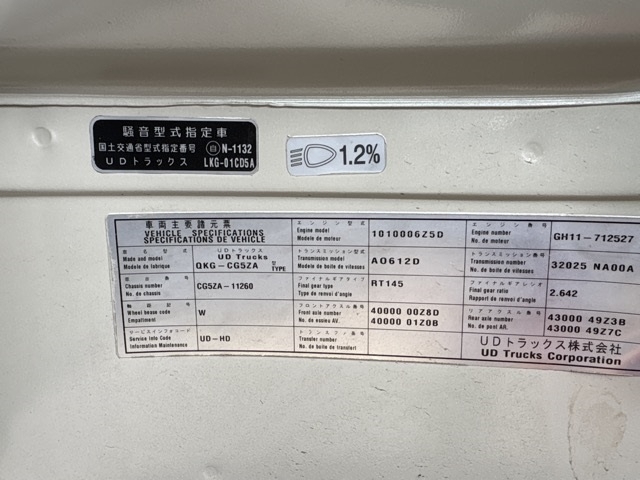 騒音型式指定車
国土交通省型式指定番号 自 N-1132
UDトラックス LKG-01CD5A
1.2%
車両主要諸元票
VEHICLE SPECIFICATIONS
SPECIFICATIONS DE VEHICLE
車名・型式 UDトラックス
Made and model UD Trucks
Modele de fabrique QKG-CG5ZA 型 TYPE
Chassis number CG5ZA-11260
No. de chassis
Wheel basee code W
Empattiment
サービスインフォコード
Service Info Code UD-HD
Information Maintenance
エンジン型式
Engine model 1010006Z5D
Modele de moteur
トランスミッション型式
Transmission model A0612D
Modele de boite
ファイナルギアタイプ
Final gear type RT145
Type de renvoi d'angle
フロントアクスル番号
Front axle number 40000 00Z8D
No. d'essieu AV. 40000 01Z0B
トランスファ番号
Transfer number
No. de boite de transfert
エンジン番号
Engine number GH11-712527
No. de moteur
トランスミッション番号
Transmission number 32025 NA00A
No. de boite
ファイナルギアレシオ
Final gear ratio 2.642
Rapport de renvoi d'angle
リアアクスル番号
Rear axle number 43000 49Z3B
No. de pont AR. 43000 49Z7C
UDトラックス株式会社
UD Trucks Corporation